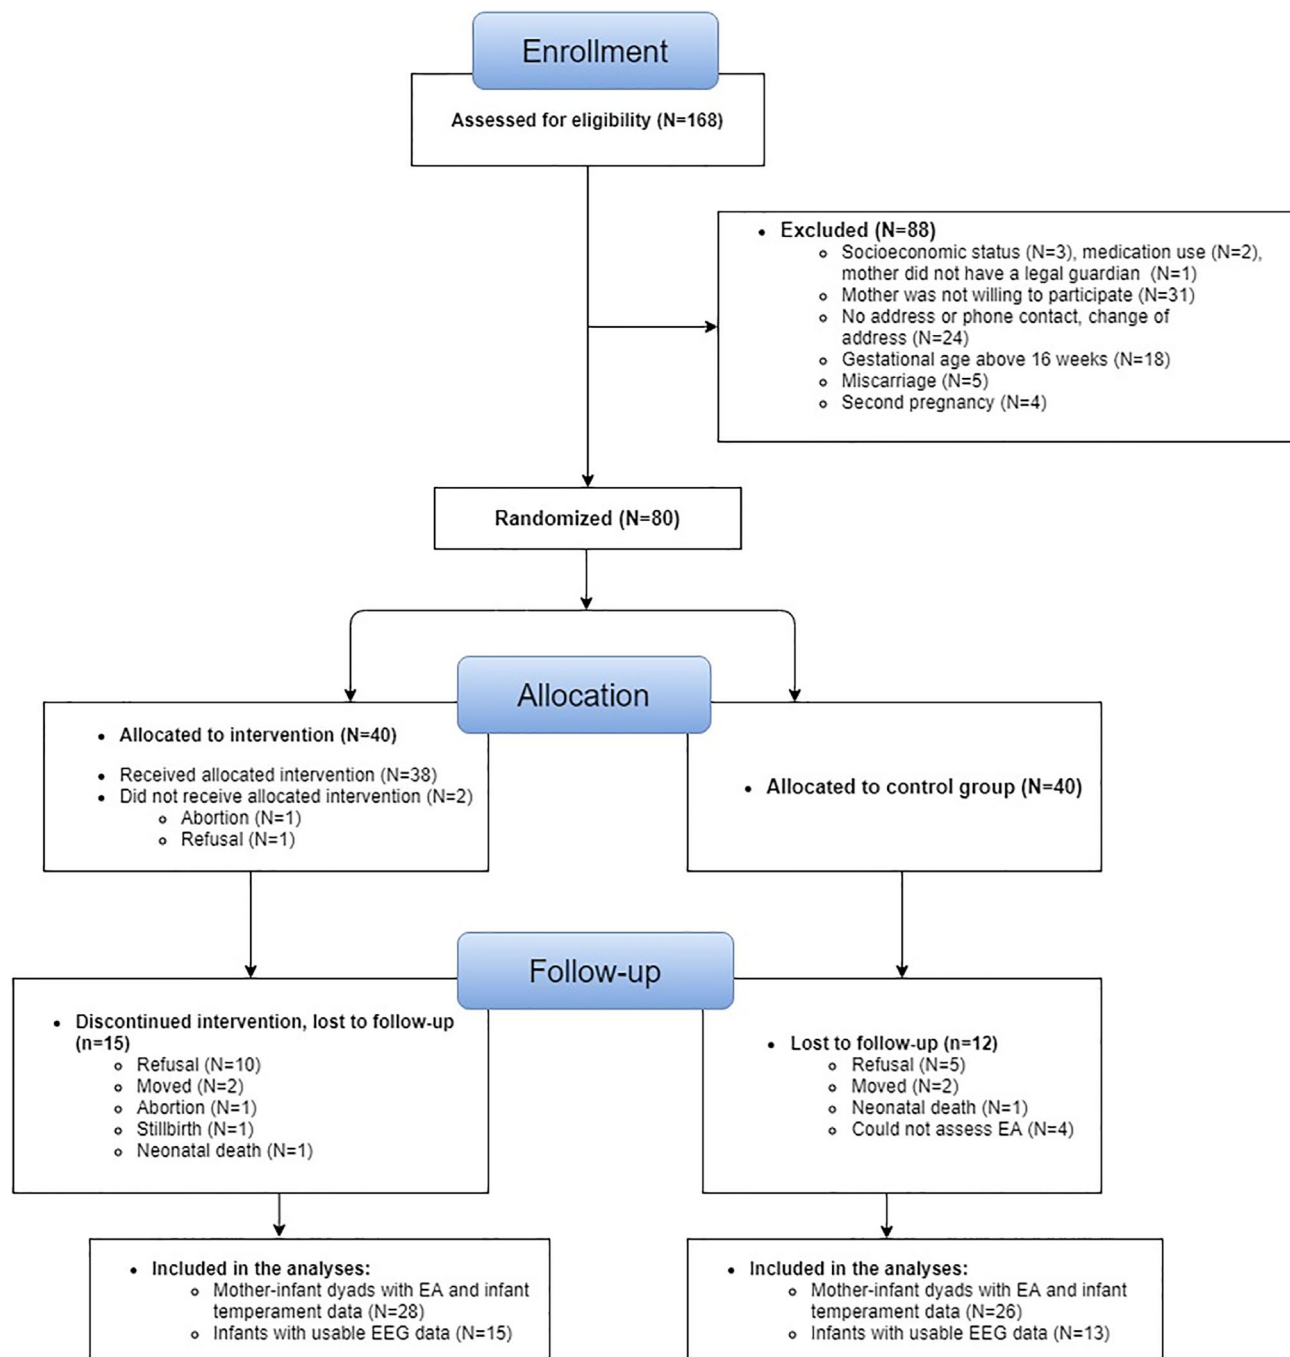 Enrollment
Assessed for eligibility (N=168)
• Excluded (N=88)
Socioeconomic status (N=3), medication use (N=2),
mother did not have a legal guardian (N=1)
Mother was not willing to participate (N=31)
No address or phone contact, change of
address (N=24)
Gestational age above 16 weeks (N=18)
Miscarriage (N=5)
Second pregnancy (N=4)
Randomized (N=80)
Allocation
• Allocated to intervention (N=40)
• Received allocated intervention (N=38)
• Did not receive allocated intervention (N=2)
Abortion (N=1)
Refusal (N=1)
• Allocated to control group (N=40)
Follow-up
• Discontinued intervention, lost to follow-up
(n=15)
Refusal (N=10)
Moved (N=2)
Abortion (N=1)
Stillbirth (N=1)
Neonatal death (N=1)
• Lost to follow-up (n=12)
Refusal (N=5)
Moved (N=2)
Neonatal death (N=1)
Could not assess EA (N=4)
• Included in the analyses:
Mother-infant dyads with EA and infant
temperament data (N=28)
Infants with usable EEG data (N=15)
• Included in the analyses:
Mother-infant dyads with EA and infant
temperament data (N=26)
Infants with usable EEG data (N=13)